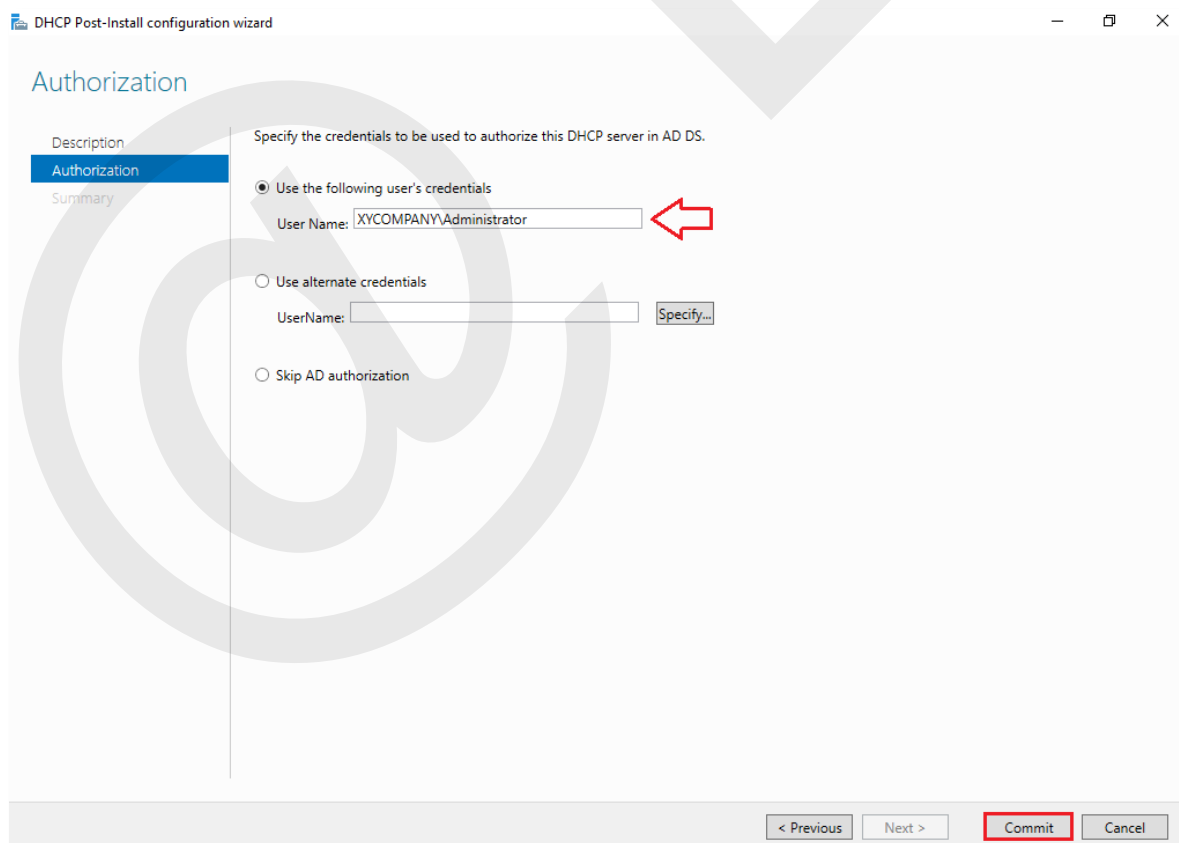 DHCP Post-Install configuration wizard
Authorization
Description
Authorization
Summary
Specify the credentials to be used to authorize this DHCP server in AD DS.
Use the following user's credentials
User Name: XYCOMPANY\Administrator
Use alternate credentials
UserName:
Specify...
Skip AD authorization
< Previous
Next >
Commit
Cancel